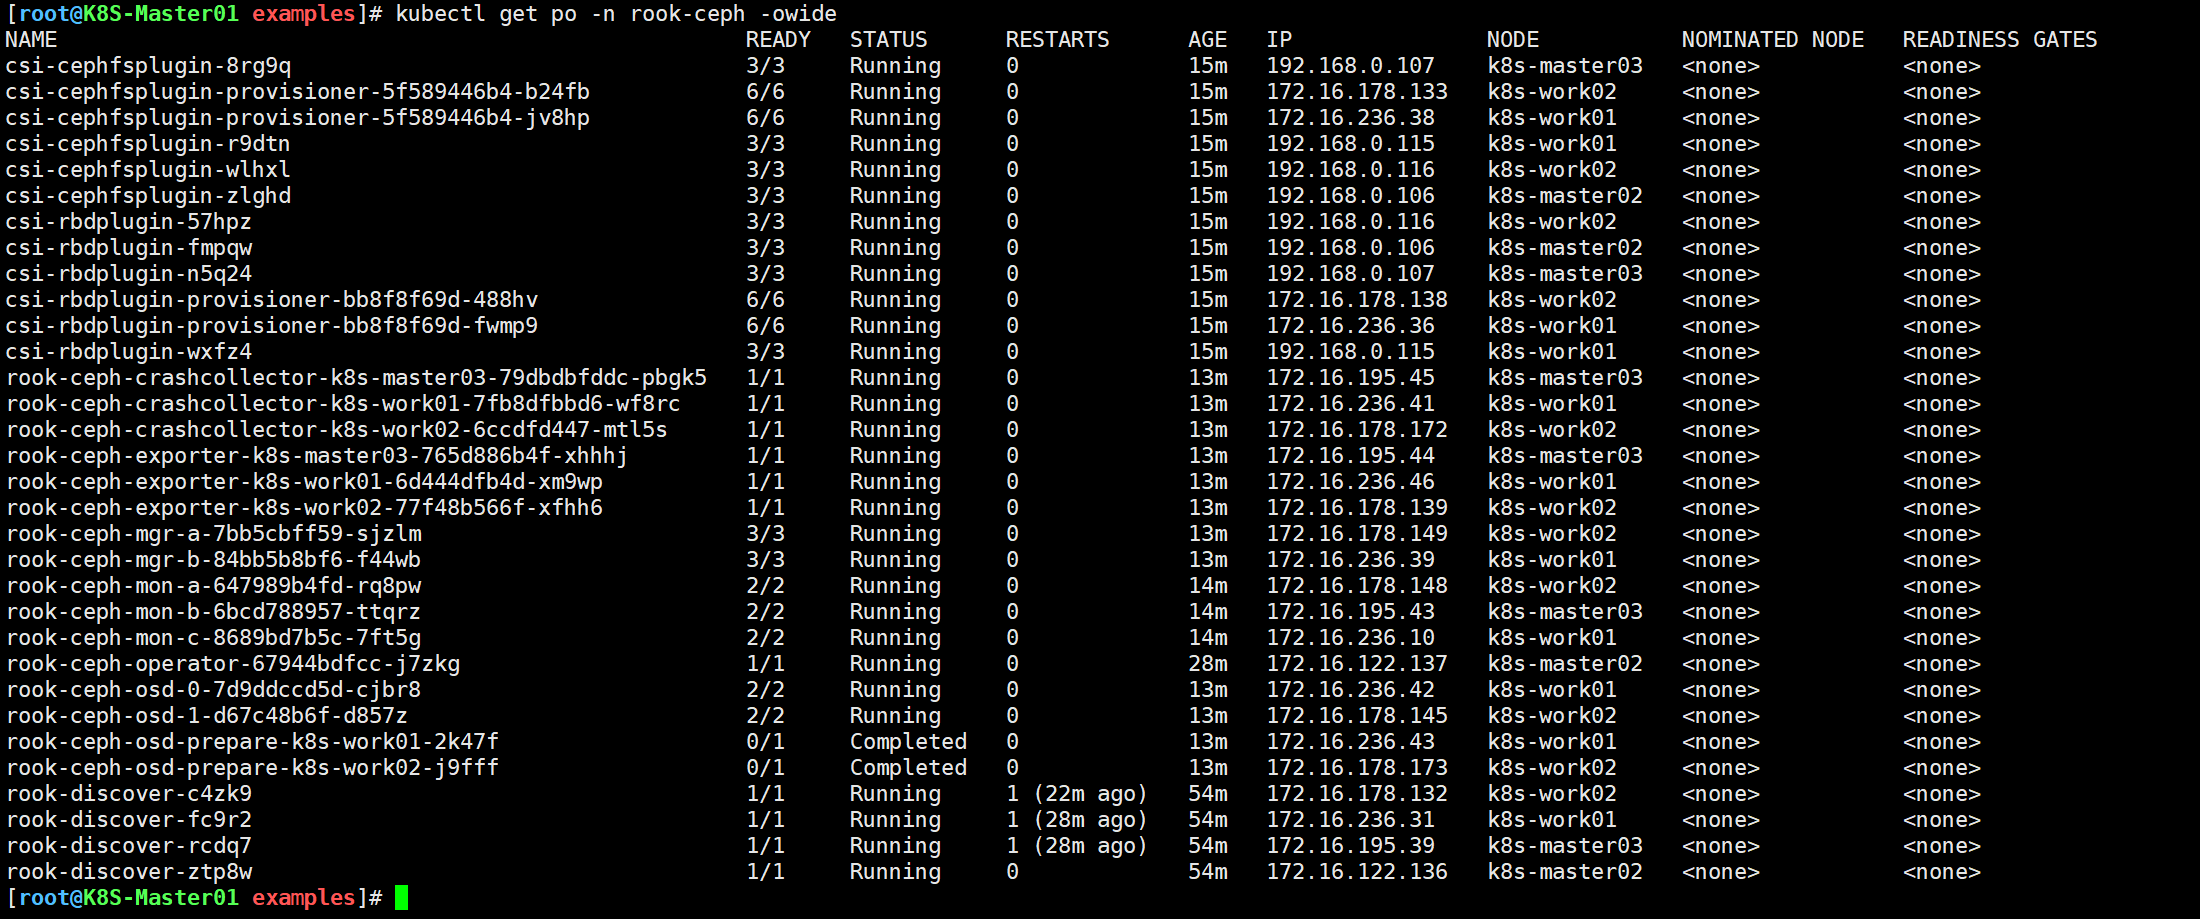 [root@K8S-Master01 examples]# kubectl get po -n rook-ceph -owide
NAME READY STATUS RESTARTS AGE IP NODE NOMINATED NODE READINESS GATES
csi-cephfsplugin-8rg9q 3/3 Running 0 15m 192.168.0.107 k8s-master03 <none> <none>
csi-cephfsplugin-provisioner-5f589446b4-b24fb 6/6 Running 0 15m 172.16.178.133 k8s-work02 <none> <none>
csi-cephfsplugin-provisioner-5f589446b4-jv8hp 6/6 Running 0 15m 172.16.236.38 k8s-work01 <none> <none>
csi-cephfsplugin-r9dtn 3/3 Running 0 15m 192.168.0.115 k8s-work01 <none> <none>
csi-cephfsplugin-wlhxl 3/3 Running 0 15m 192.168.0.116 k8s-work02 <none> <none>
csi-cephfsplugin-zlghd 3/3 Running 0 15m 192.168.0.106 k8s-master02 <none> <none>
csi-rbdplugin-57hpz 3/3 Running 0 15m 192.168.0.116 k8s-work02 <none> <none>
csi-rbdplugin-fmpqw 3/3 Running 0 15m 192.168.0.106 k8s-master02 <none> <none>
csi-rbdplugin-n5q24 3/3 Running 0 15m 192.168.0.107 k8s-master03 <none> <none>
csi-rbdplugin-provisioner-bb8f8f69d-488hv 6/6 Running 0 15m 172.16.178.138 k8s-work02 <none> <none>
csi-rbdplugin-provisioner-bb8f8f69d-fwmp9 6/6 Running 0 15m 172.16.236.36 k8s-work01 <none> <none>
csi-rbdplugin-wxfz4 3/3 Running 0 15m 192.168.0.115 k8s-work01 <none> <none>
rook-ceph-crashcollector-k8s-master03-79dbdbfddc-pbgk5 1/1 Running 0 13m 172.16.195.45 k8s-master03 <none> <none>
rook-ceph-crashcollector-k8s-work01-7fb8dfbbd6-wf8rc 1/1 Running 0 13m 172.16.236.41 k8s-work01 <none> <none>
rook-ceph-crashcollector-k8s-work02-6ccdfd447-mtl5s 1/1 Running 0 13m 172.16.178.172 k8s-work02 <none> <none>
rook-ceph-exporter-k8s-master03-765d886b4f-xhhhj 1/1 Running 0 13m 172.16.195.44 k8s-master03 <none> <none>
rook-ceph-exporter-k8s-work01-6d444dfb4d-xm9wp 1/1 Running 0 13m 172.16.236.46 k8s-work01 <none> <none>
rook-ceph-exporter-k8s-work02-77f48b566f-xfhh6 1/1 Running 0 13m 172.16.178.139 k8s-work02 <none> <none>
rook-ceph-mgr-a-7bb5cbff59-sjzlm 3/3 Running 0 13m 172.16.178.149 k8s-work02 <none> <none>
rook-ceph-mgr-b-84bb5b8bf6-f44wb 3/3 Running 0 13m 172.16.236.39 k8s-work01 <none> <none>
rook-ceph-mon-a-647989b4fd-rq8pw 2/2 Running 0 14m 172.16.178.148 k8s-work02 <none> <none>
rook-ceph-mon-b-6bcd788957-ttqrz 2/2 Running 0 14m 172.16.195.43 k8s-master03 <none> <none>
rook-ceph-mon-c-8689bd7b5c-7ft5g 2/2 Running 0 14m 172.16.236.10 k8s-work01 <none> <none>
rook-ceph-operator-67944bdfcc-j7zkg 1/1 Running 0 28m 172.16.122.137 k8s-master02 <none> <none>
rook-ceph-osd-0-7d9ddccd5d-cjbr8 2/2 Running 0 13m 172.16.236.42 k8s-work01 <none> <none>
rook-ceph-osd-1-d67c48b6f-d857z 2/2 Running 0 13m 172.16.178.145 k8s-work02 <none> <none>
rook-ceph-osd-prepare-k8s-work01-2k47f 0/1 Completed 0 13m 172.16.236.43 k8s-work01 <none> <none>
rook-ceph-osd-prepare-k8s-work02-j9fff 0/1 Completed 0 13m 172.16.178.173 k8s-work02 <none> <none>
rook-discover-c4zk9 1/1 Running 1 (22m ago) 54m 172.16.178.132 k8s-work02 <none> <none>
rook-discover-fc9r2 1/1 Running 1 (28m ago) 54m 172.16.236.31 k8s-work01 <none> <none>
rook-discover-rcdq7 1/1 Running 1 (28m ago) 54m 172.16.195.39 k8s-master03 <none> <none>
rook-discover-ztp8w 1/1 Running 0 54m 172.16.122.136 k8s-master02 <none> <none>
[root@K8S-Master01 examples]#